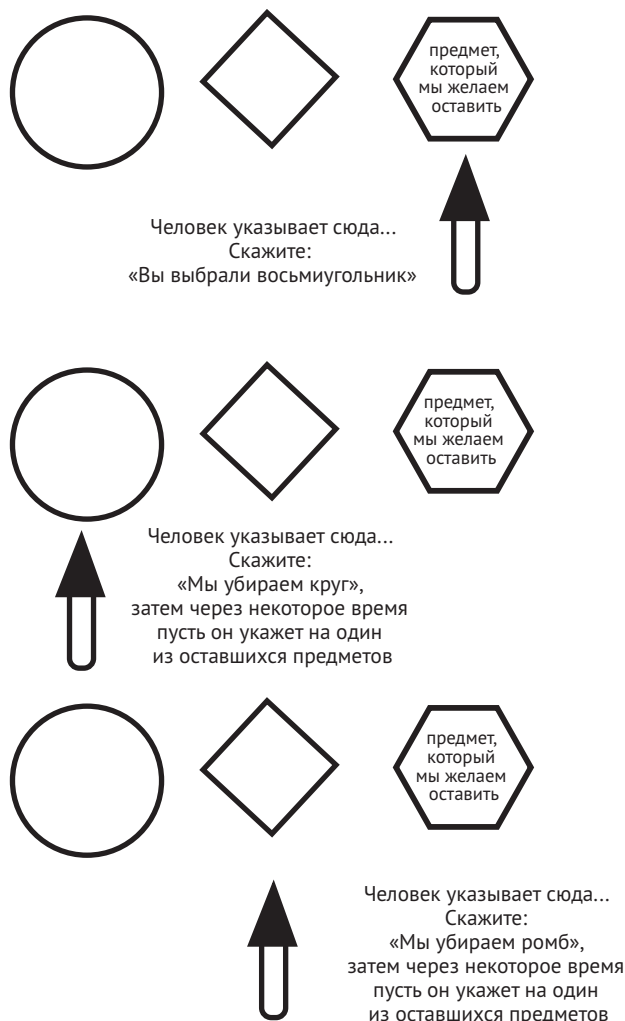 предмет,
который
мы желаем
оставить
Человек указывает сюда...
Скажите:
«Вы выбрали восьмиугольник»
предмет,
который
мы желаем
оставить
Человек указывает сюда...
Скажите:
«Мы убираем круг»,
затем через некоторое время
пусть он укажет на один
из оставшихся предметов
предмет,
который
мы желаем
оставить
Человек указывает сюда...
Скажите:
«Мы убираем ромб»,
затем через некоторое время
пусть он укажет на один
из оставшихся предметов